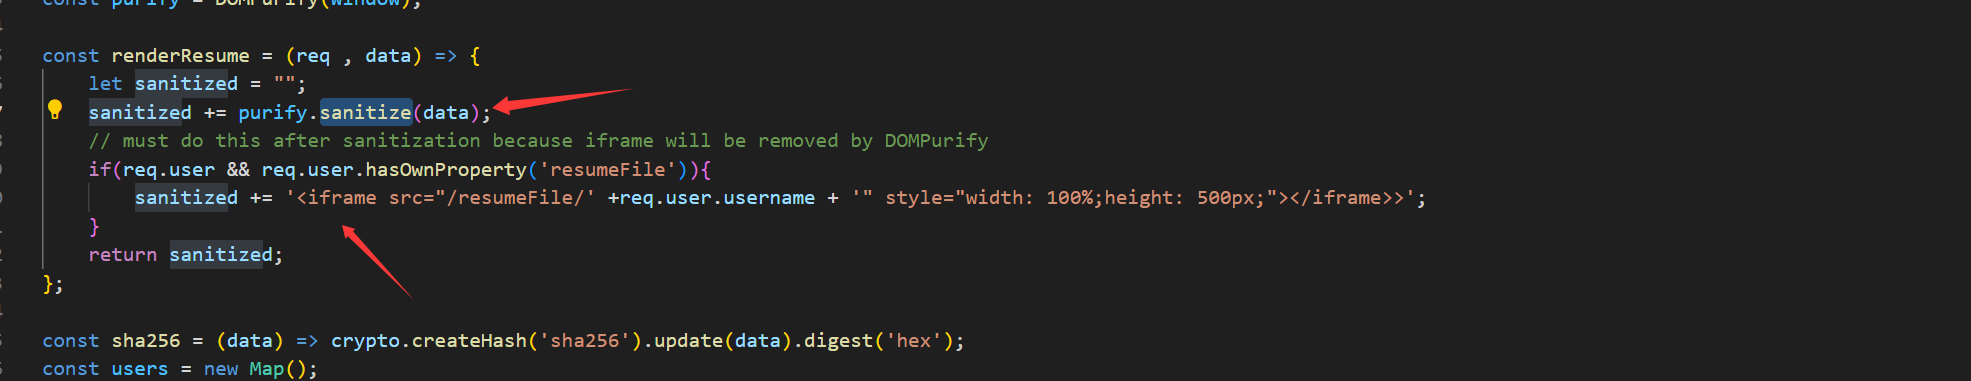 const purify = DOMPurify(window);
const renderResume = (req , data) => {
let sanitized = "";
sanitized += purify.sanitize(data);
// must do this after sanitization because iframe will be removed by DOMPurify
if(req.user && req.user.hasOwnProperty('resumeFile')){
sanitized += '<iframe src="/resumeFile/' +req.user.username + '" style="width: 100%;height: 500px;"></iframe>>';
}
return sanitized;
};
const sha256 = (data) => crypto.createHash('sha256').update(data).digest('hex');
const users = new Map();